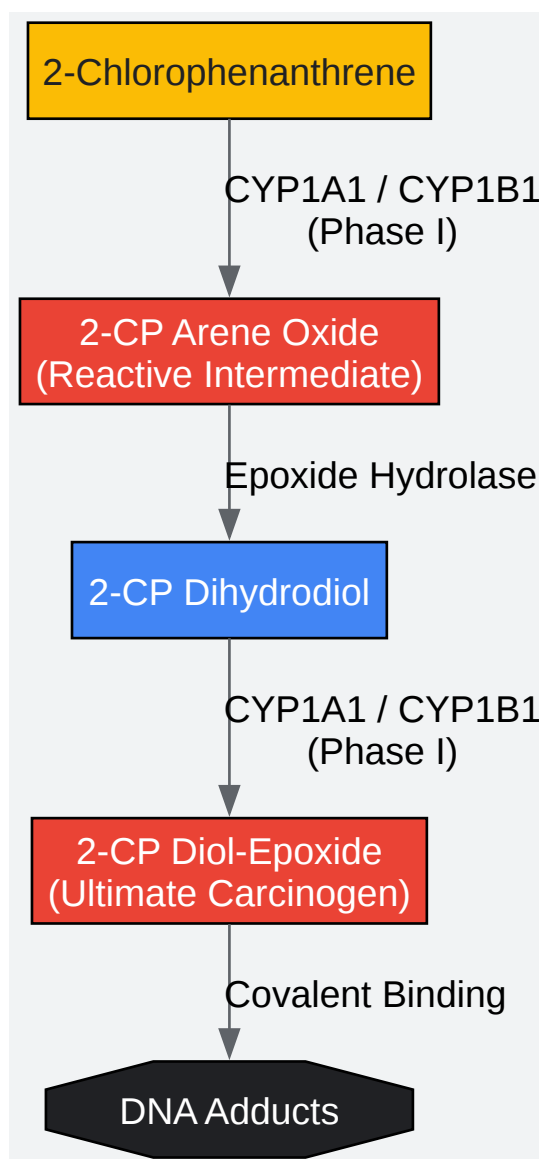 2-Chlorophenanthrene
CYP1A1 / CYP1B1
(Phase I)
2-CP Arene Oxide
(Reactive Intermediate)
Epoxide Hydrolase
2-CP Dihydrodiol
CYP1A1 / CYP1B1
(Phase I)
2-CP Diol-Epoxide
(Ultimate Carcinogen)
Covalent Binding
DNA Adducts